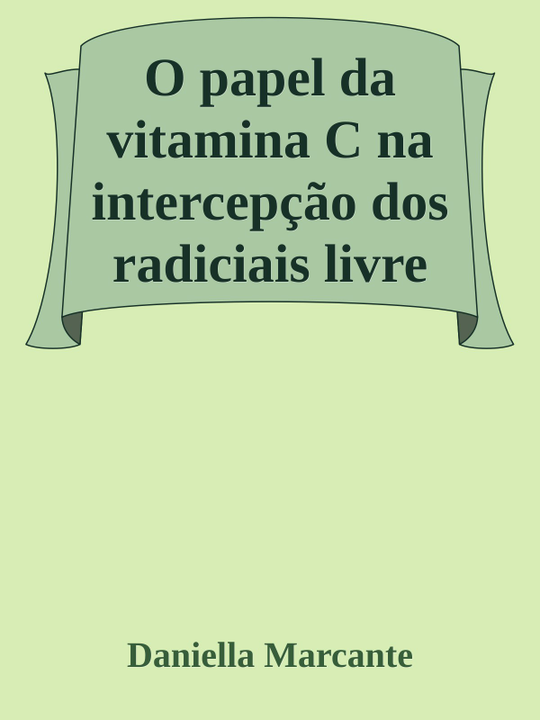 O papel da
vitamina C na
intercepção dos
radiciais livre
Daniella Marcante